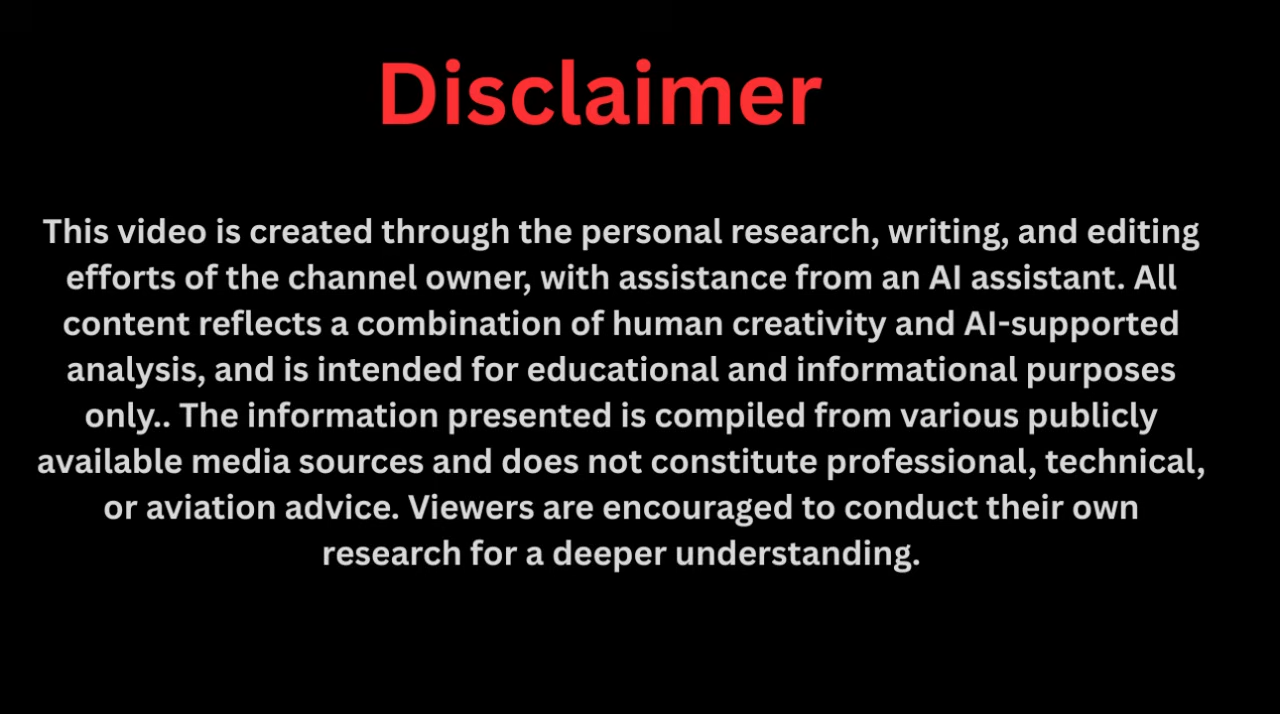 Disclaimer
This video is created through the personal research, writing, and editing
efforts of the channel owner, with assistance from an AI assistant. All
content reflects a combination of human creativity and AI-supported
analysis, and is intended for educational and informational purposes
only.. The information presented is compiled from various publicly
available media sources and does not constitute professional, technical,
or aviation advice. Viewers are encouraged to conduct their own
research for a deeper understanding.